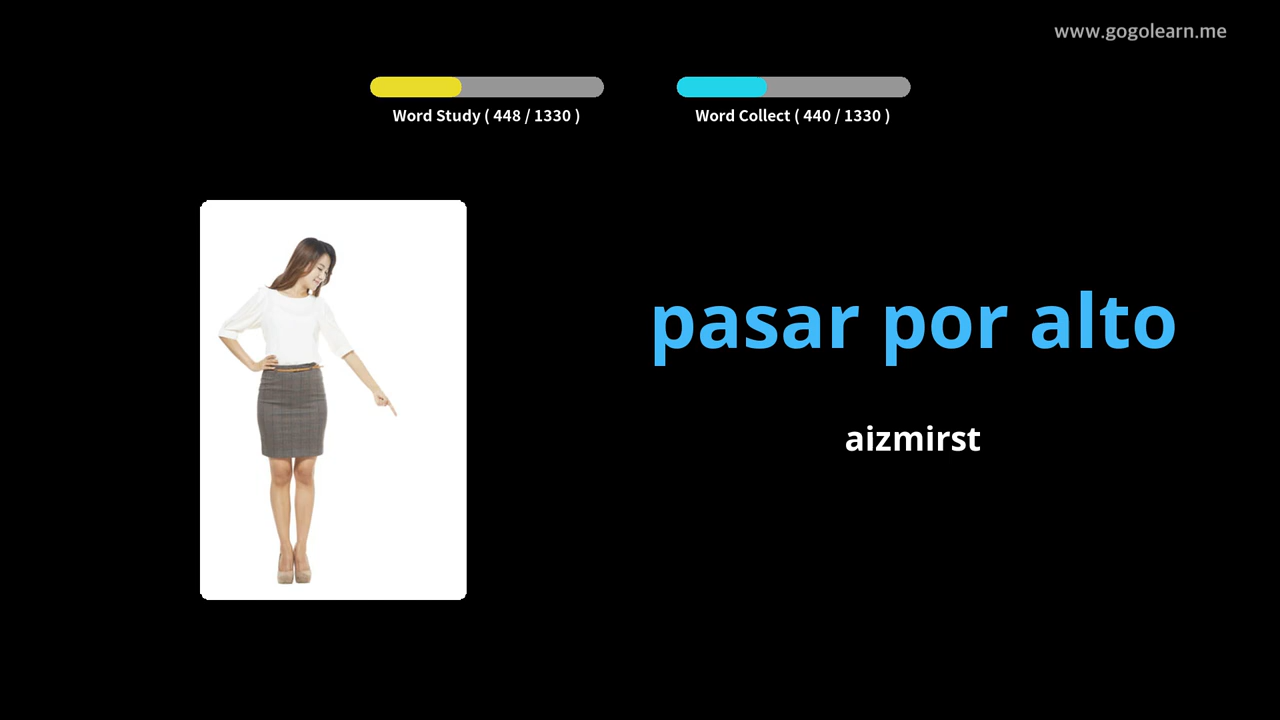 www.gogolearn.me
Word Study ( 448 / 1330 )
Word Collect ( 440 / 1330 )
pasar por alto
aizmirst